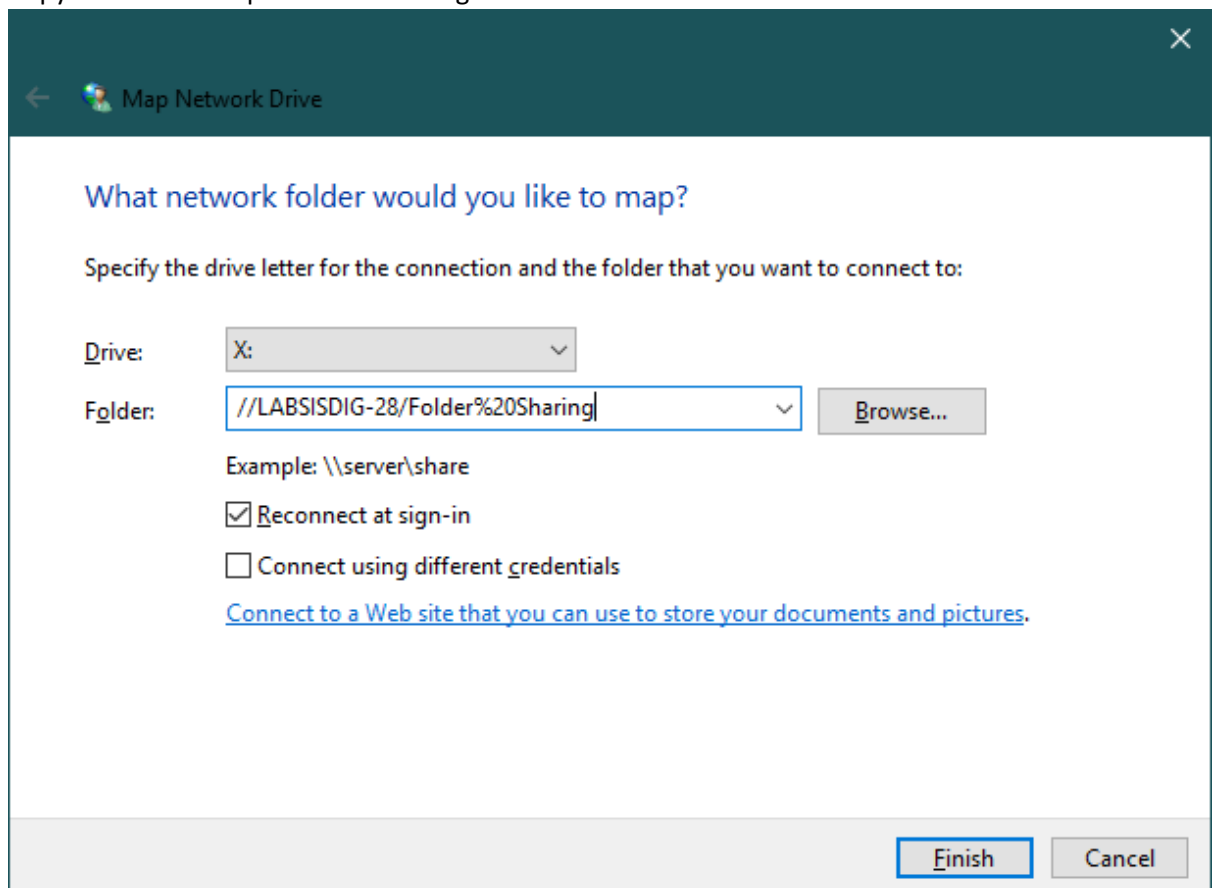 Map Network Drive
What network folder would you like to map?
Specify the drive letter for the connection and the folder that you want to connect to:
Drive: X:
Folder: //LABSISDIG-28/Folder%20Sharing Browse...
Example: \\server\share
Reconnect at sign-in
Connect using different credentials
Connect to a Web site that you can use to store your documents and pictures.
Finish Cancel